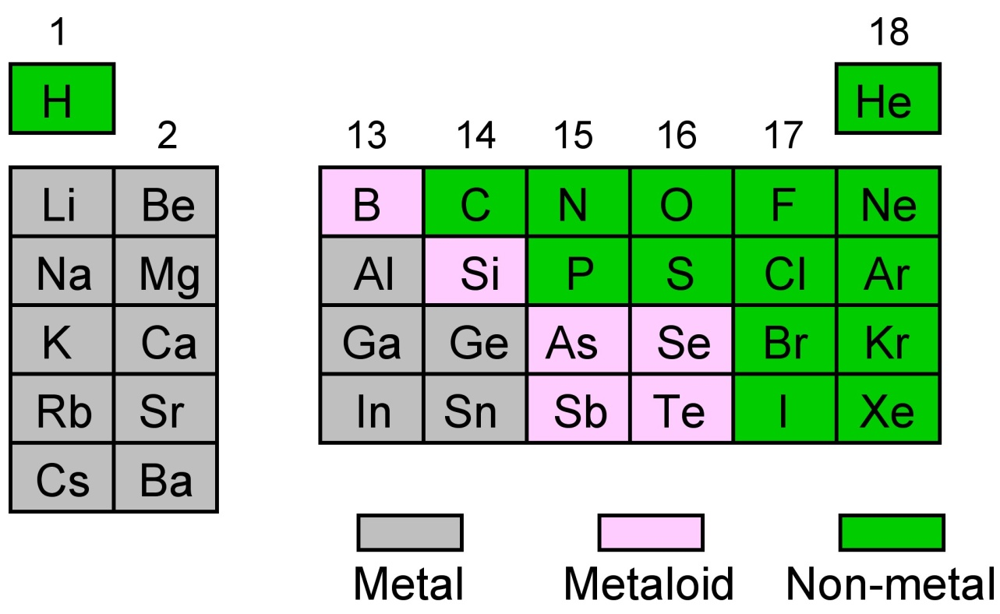 1 18
H He
2 13 14 15 16 17
Li Be B C N O F Ne
Na Mg Al Si P S Cl Ar
K Ca Ga Ge As Se Br Kr
Rb Sr In Sn Sb Te I Xe
Cs Ba
Metal Metaloid Non-metal